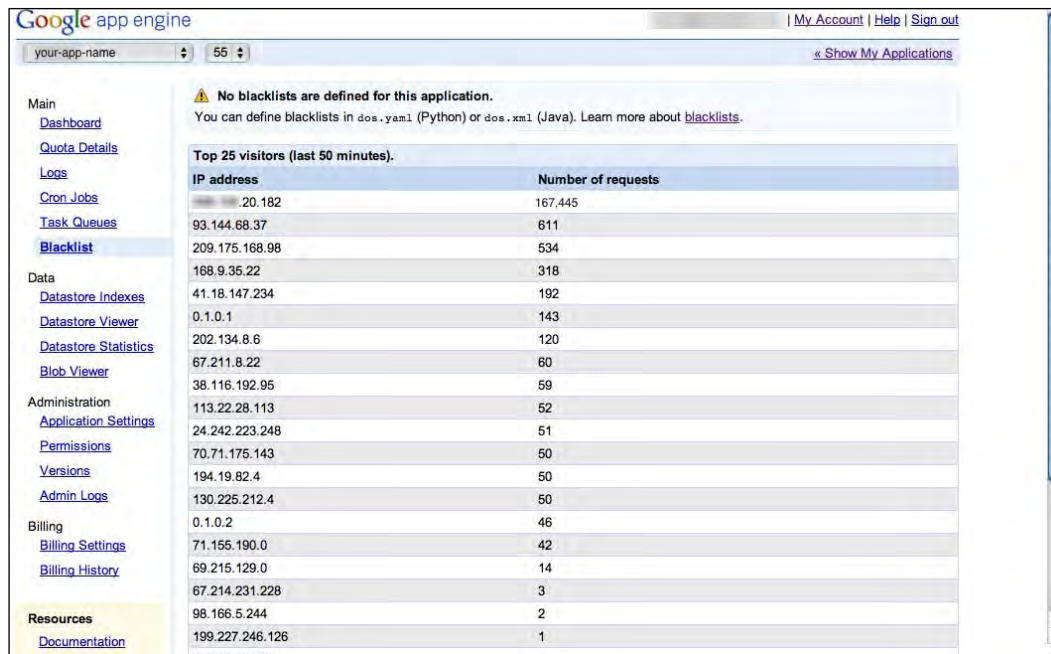 Google app engine
| My Account | Help | Sign out
your-app-name 55
« Show My Applications
Main
Dashboard
Quota Details
Logs
Cron Jobs
Task Queues
Blacklist
Data
Datastore Indexes
Datastore Viewer
Datastore Statistics
Blob Viewer
Administration
Application Settings
Permissions
Versions
Admin Logs
Billing
Billing Settings
Billing History
Resources
Documentation
No blacklists are defined for this application.
You can define blacklists in dos.yaml (Python) or dos.xml (Java). Learn more about blacklists.
Top 25 visitors (last 50 minutes).
IP address Number of requests
.20.182 167,445
93.144.68.37 611
209.175.168.98 534
168.9.35.22 318
41.18.147.234 192
0.1.0.1 143
202.134.8.6 120
67.211.8.22 60
38.116.192.95 59
113.22.28.113 52
24.242.223.248 51
70.71.175.143 50
194.19.82.4 50
130.225.212.4 50
0.1.0.2 46
71.155.190.0 42
69.215.129.0 14
67.214.231.228 3
98.166.5.244 2
199.227.246.126 1